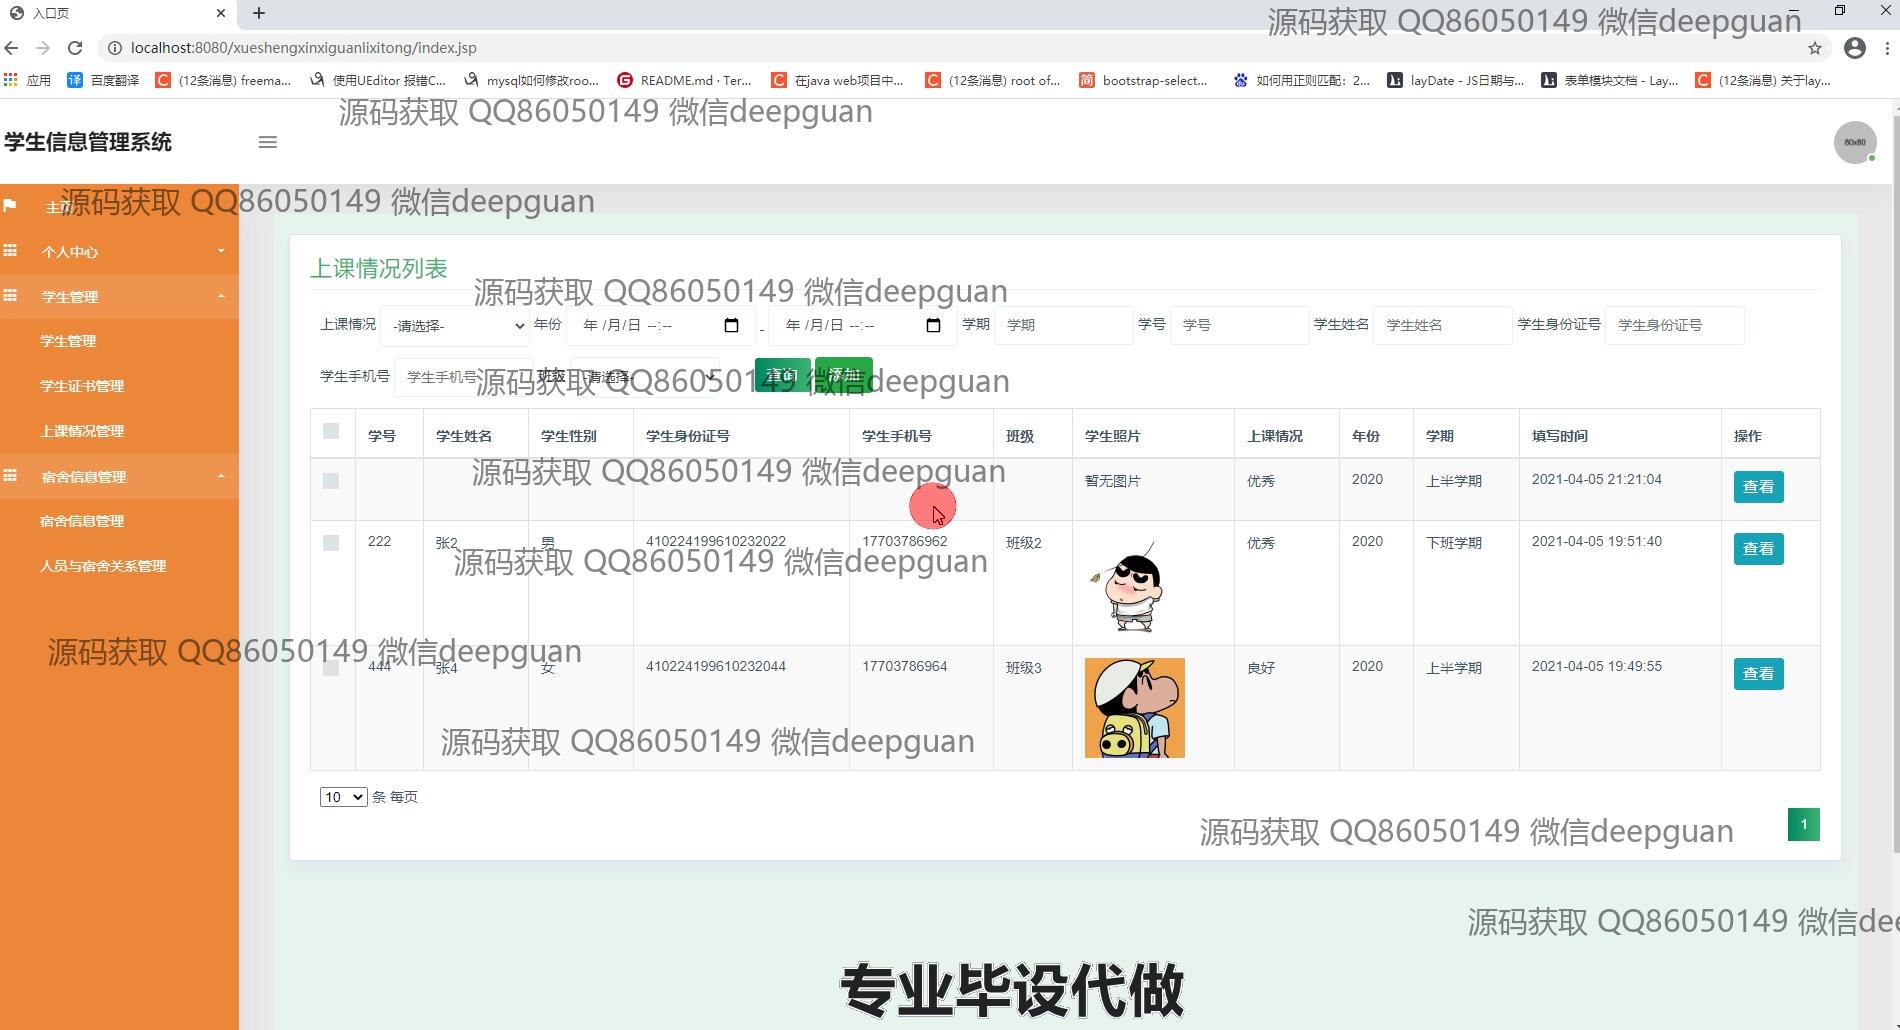 入口页
源码获取 QQ86050149 微信deepguan
localhost:8080/xueshengxinxiguanlixitong/index.jsp
应用 百度翻译 (12条消息) freema... 使用UEditor 报错C... mysql如何修改roo... README.md · Ter... 在java web项目中... (12条消息) root of... bootstrap-select... 如何用正则匹配：2... layDate - JS日期与... 表单模块文档 - Lay... (12条消息) 关于lay...
源码获取 QQ86050149 微信deepguan
学生信息管理系统
80x80
源码获取 QQ86050149 微信deepguan
主页
个人中心
学生管理
学生管理
学生证书管理
上课情况管理
宿舍信息管理
宿舍信息管理
人员与宿舍关系管理
上课情况列表
源码获取 QQ86050149 微信deepguan
上课情况 -请选择- 年份 年 /月/日 --:-- - 年 /月/日 --:-- 学期 学期 学号 学号 学生姓名 学生姓名 学生身份证号 学生身份证号
学生手机号 学生手机号 班级 -请选择- 查询 添加
源码获取 QQ86050149 微信deepguan
学号 学生姓名 学生性别 学生身份证号 学生手机号 班级 学生照片 上课情况 年份 学期 填写时间 操作
源码获取 QQ86050149 微信deepguan
暂无图片 优秀 2020 上半学期 2021-04-05 21:21:04 查看
222 张2 男 410224199610232022 17703786962 班级2 优秀 2020 下班学期 2021-04-05 19:51:40 查看
源码获取 QQ86050149 微信deepguan
源码获取 QQ86050149 微信deepguan
444 张4 女 410224199610232044 17703786964 班级3 良好 2020 上半学期 2021-04-05 19:49:55 查看
源码获取 QQ86050149 微信deepguan
10 条 每页
源码获取 QQ86050149 微信deepguan
1
源码获取 QQ86050149 微信dee
专业毕设代做